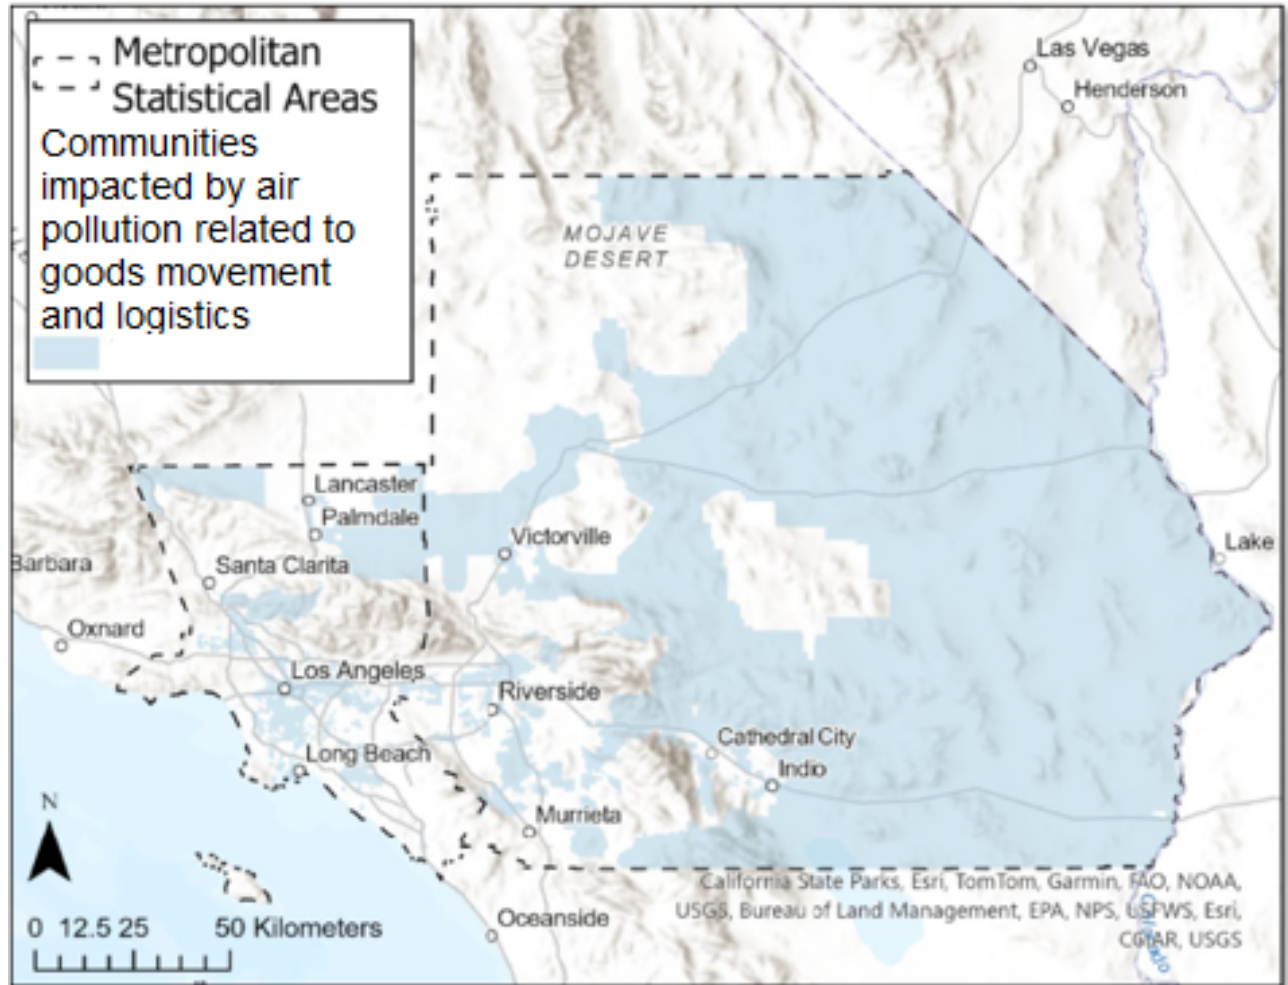 Metropolitan
Statistical Areas
Communities
impacted by air
pollution related to
goods movement
and logistics
Las Vegas
Henderson
MOJAVE
DESERT
Lancaster
Palmdale
Victorville
Lake
Barbara
Santa Clarita
Oxnard
Los Angeles
Riverside
Cathedral City
Long Beach
Indio
Murrieta
N
Oceanside
0 12.5 25 50 Kilometers
California State Parks, Esri, TomTom, Garmin, FAO, NOAA,
USGS, Bureau of Land Management, EPA, NPS, USFWS, Esri,
CGIAR, USGS